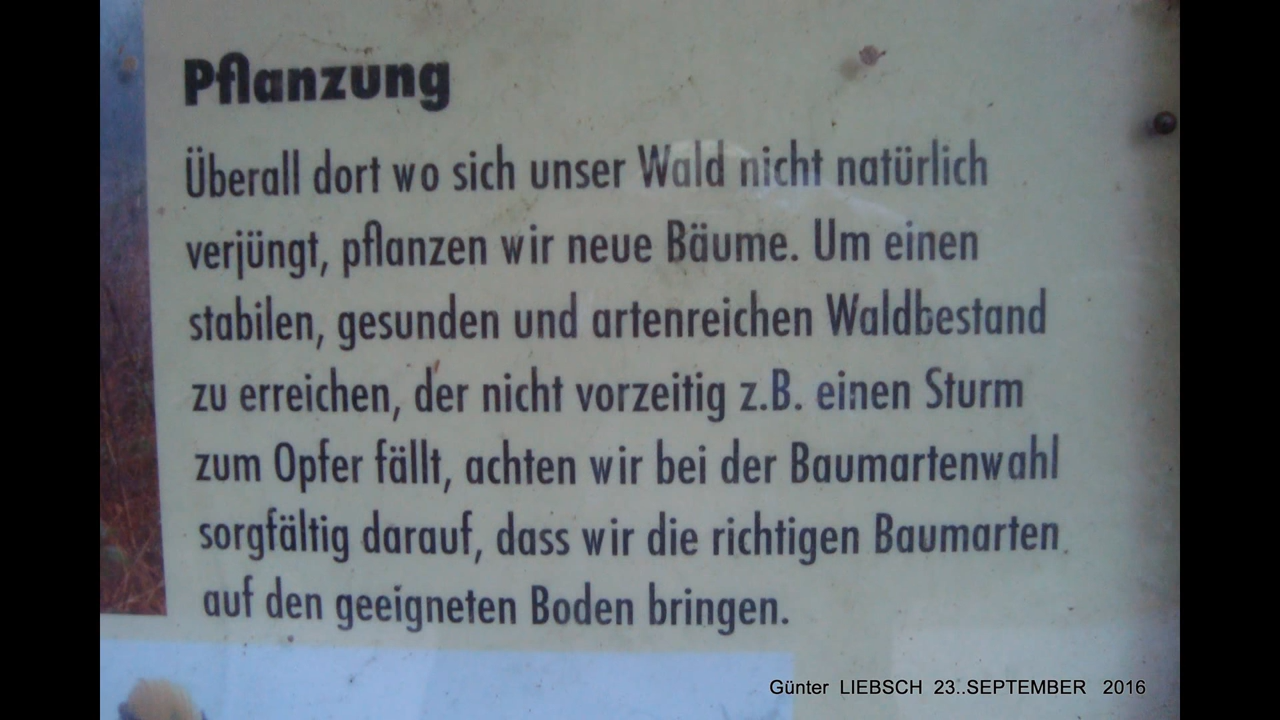 Pflanzung
Überall dort wo sich unser Wald nicht natürlich
verjüngt, pflanzen wir neue Bäume. Um einen
stabilen, gesunden und artenreichen Waldbestand
zu erreichen, der nicht vorzeitig z.B. einen Sturm
zum Opfer fällt, achten wir bei der Baumartenwahl
sorgfältig darauf, dass wir die richtigen Baumarten
auf den geeigneten Boden bringen.
Günter LIEBSCH 23..SEPTEMBER 2016